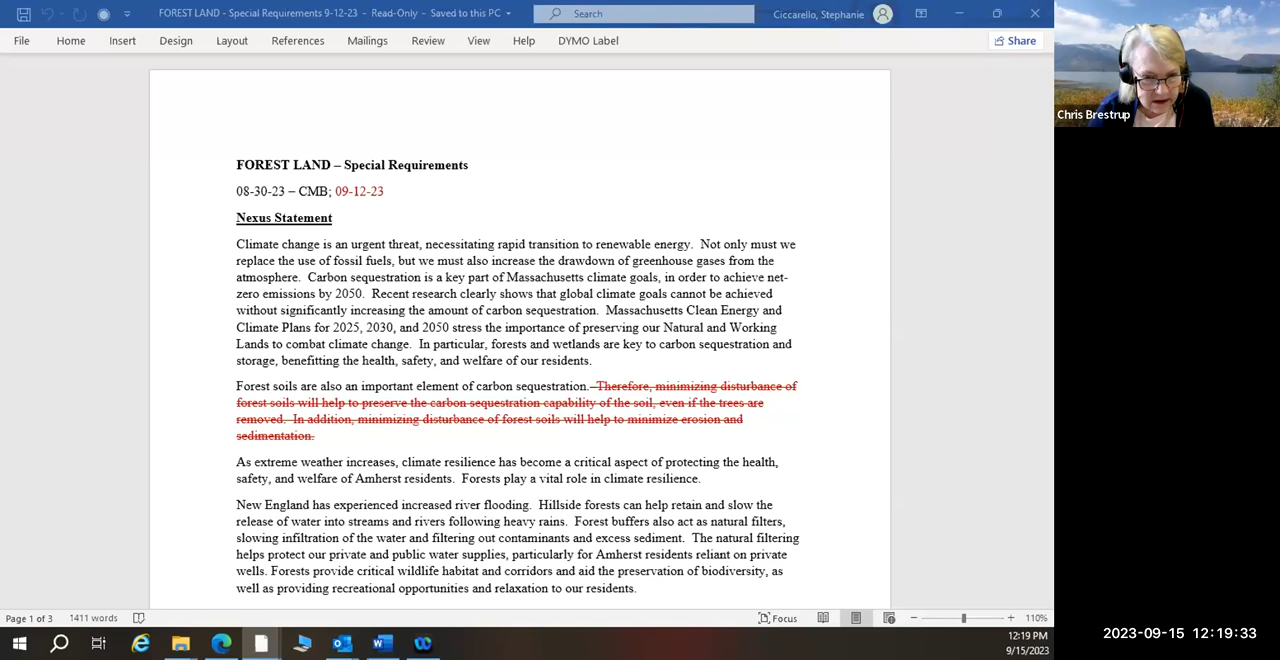 FOREST LAND - Special Requirements 9-12-23 - Read-Only - Saved to this PC
Search
Ciccarello, Stephanie
File Home Insert Design Layout References Mailings Review View Help DYMO Label
Share
Chris Brestrup
FOREST LAND – Special Requirements
08-30-23 – CMB; 09-12-23
Nexus Statement
Climate change is an urgent threat, necessitating rapid transition to renewable energy. Not only must we
replace the use of fossil fuels, but we must also increase the drawdown of greenhouse gases from the
atmosphere. Carbon sequestration is a key part of Massachusetts climate goals, in order to achieve net-
zero emissions by 2050. Recent research clearly shows that global climate goals cannot be achieved
without significantly increasing the amount of carbon sequestration. Massachusetts Clean Energy and
Climate Plans for 2025, 2030, and 2050 stress the importance of preserving our Natural and Working
Lands to combat climate change. In particular, forests and wetlands are key to carbon sequestration and
storage, benefitting the health, safety, and welfare of our residents.
Forest soils are also an important element of carbon sequestration. Therefore, minimizing disturbance of
forest soils will help to preserve the carbon sequestration capability of the soil, even if the trees are
removed. In addition, minimizing disturbance of forest soils will help to minimize erosion and
sedimentation.
As extreme weather increases, climate resilience has become a critical aspect of protecting the health,
safety, and welfare of Amherst residents. Forests play a vital role in climate resilience.
New England has experienced increased river flooding. Hillside forests can help retain and slow the
release of water into streams and rivers following heavy rains. Forest buffers also act as natural filters,
slowing infiltration of the water and filtering out contaminants and excess sediment. The natural filtering
helps protect our private and public water supplies, particularly for Amherst residents reliant on private
wells. Forests provide critical wildlife habitat and corridors and aid the preservation of biodiversity, as
well as providing recreational opportunities and relaxation to our residents.
Page 1 of 3 1411 words
Focus
110%
12:19 PM
9/15/2023
2023-09-15 12:19:33